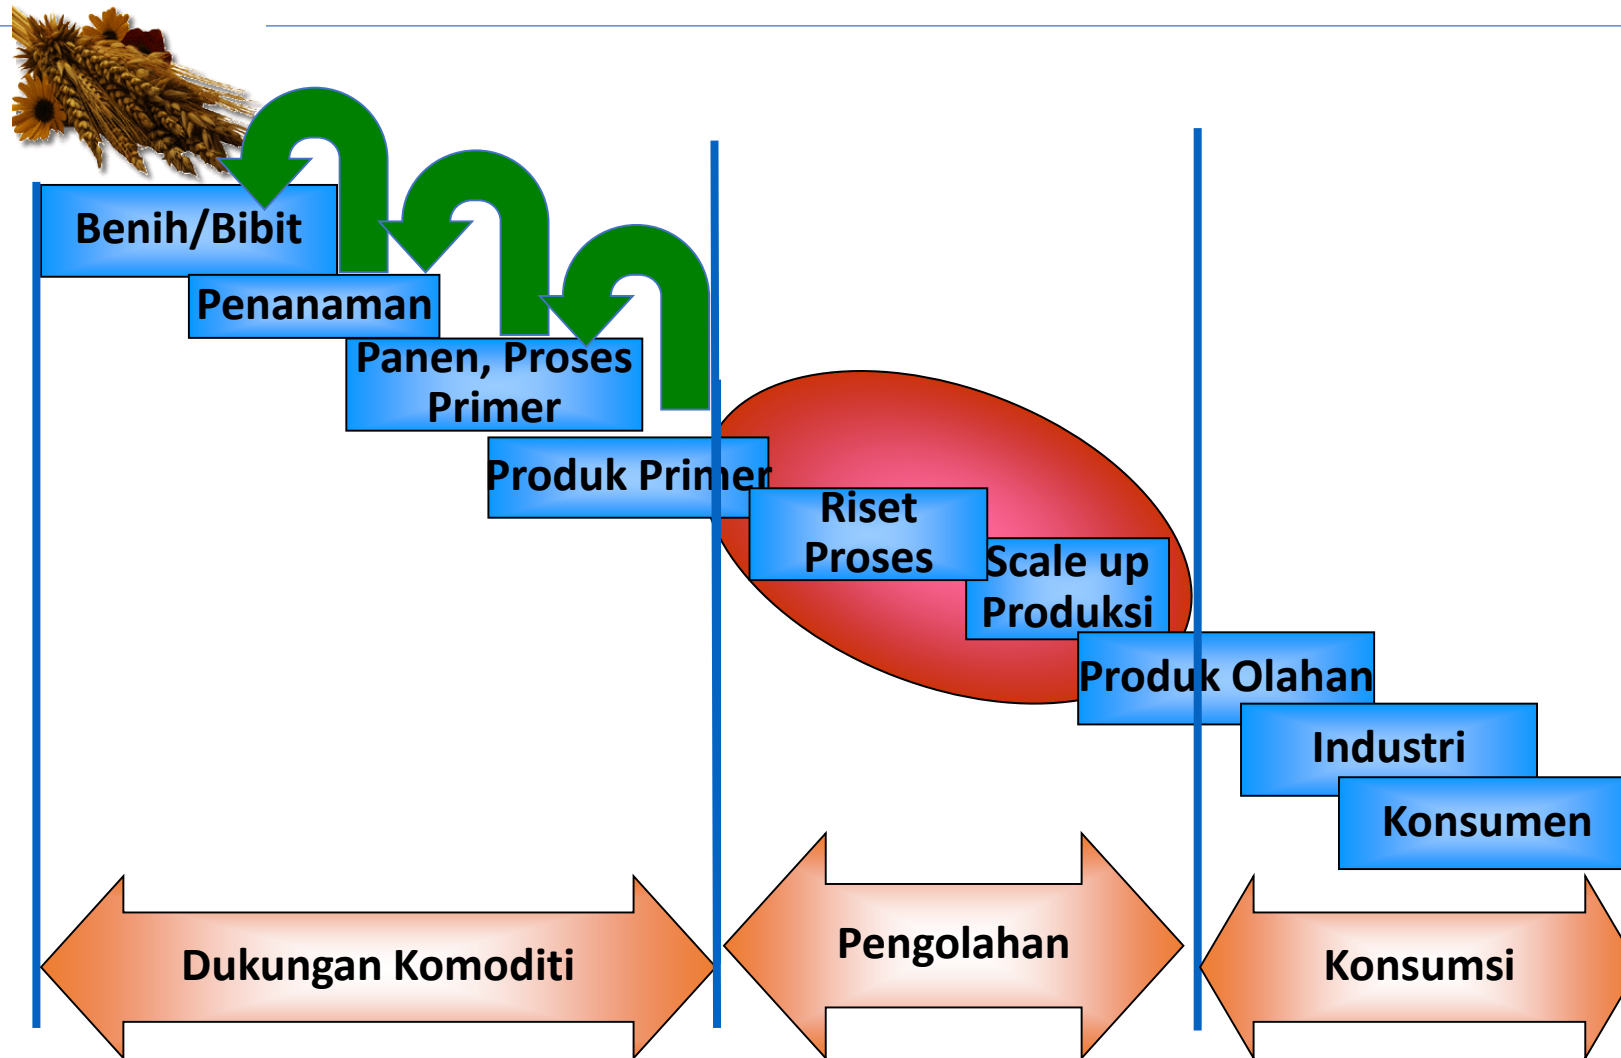 Benih/Bibit
Penanaman
Panen, Proses
Primer
Produk Primer
Riset
Proses
Scale up
Produksi
Produk Olahan
Industri
Konsumen
Dukungan Komoditi
Pengolahan
Konsumsi